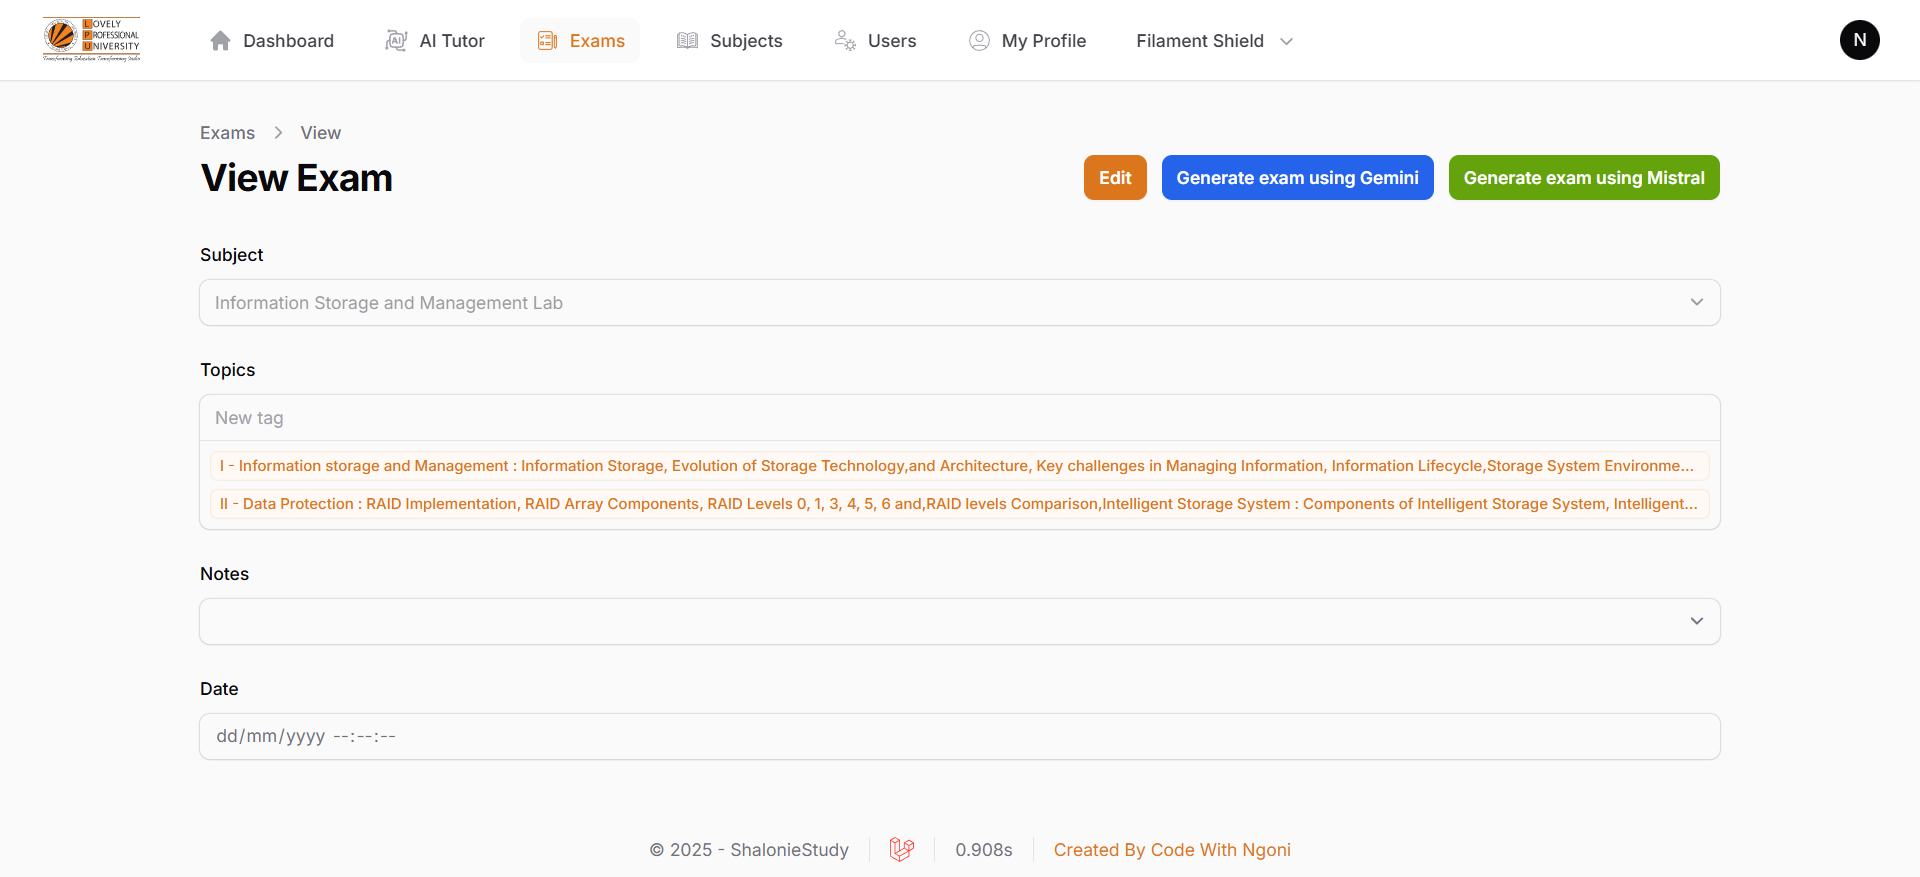 LOVELY
PROFESSIONAL
UNIVERSITY
Transforming Education Transforming India
Dashboard
AI Tutor
Exams
Subjects
Users
My Profile
Filament Shield
N
Exams > View
View Exam
Edit
Generate exam using Gemini
Generate exam using Mistral
Subject
Information Storage and Management Lab
Topics
New tag
I - Information storage and Management : Information Storage, Evolution of Storage Technology,and Architecture, Key challenges in Managing Information, Information Lifecycle,Storage System Environme...
II - Data Protection : RAID Implementation, RAID Array Components, RAID Levels 0, 1, 3, 4, 5, 6 and,RAID levels Comparison,Intelligent Storage System : Components of Intelligent Storage System, Intelligent...
Notes
Date
dd/mm/yyyy --:--:--
© 2025 - ShalonieStudy
0.908s
Created By Code With Ngoni